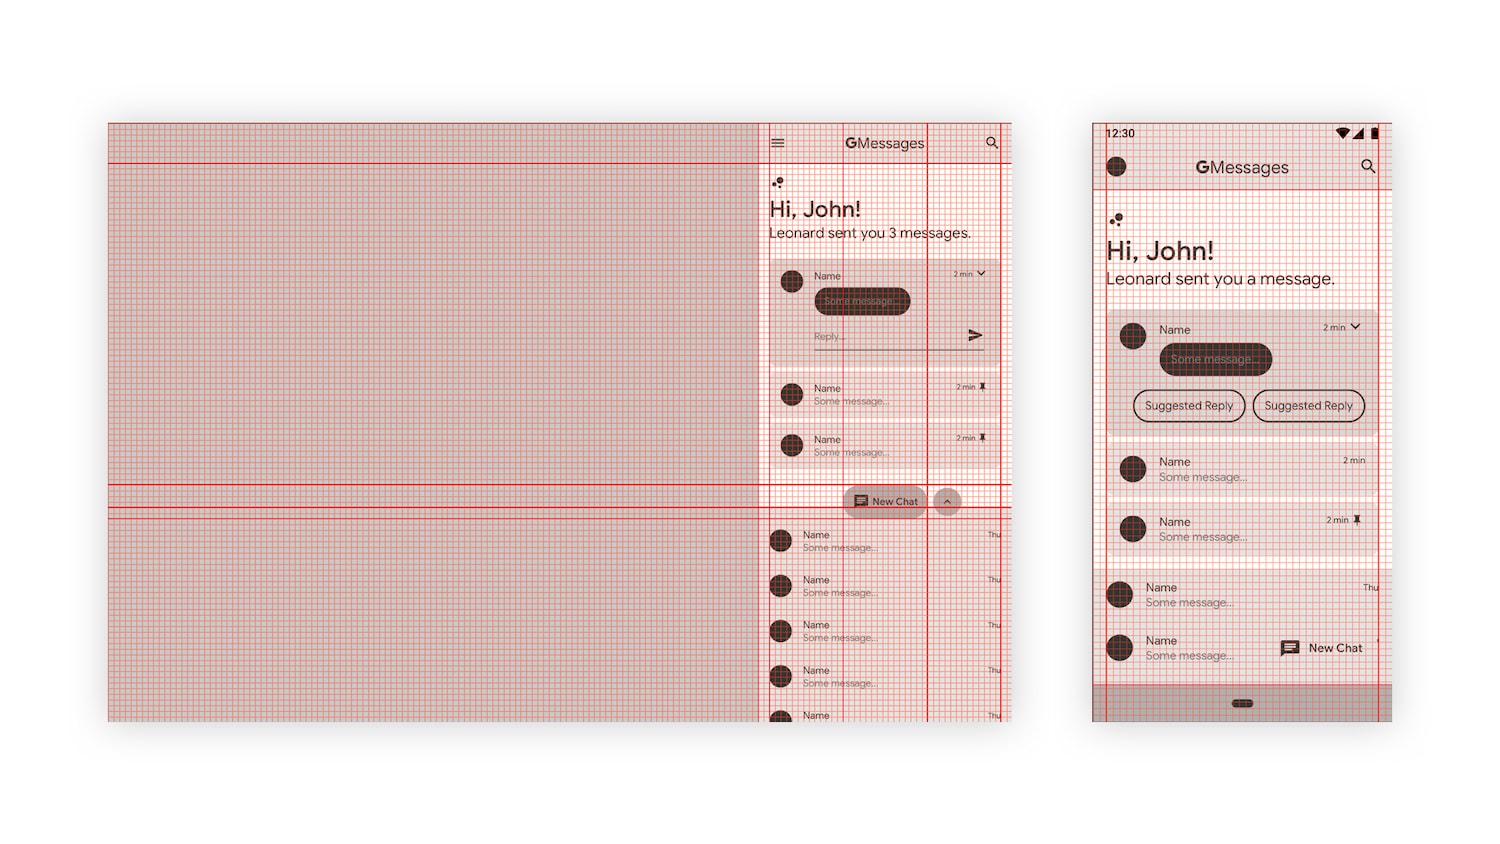 GMessages
Hi, John!
Leonard sent you 3 messages.
Name
2 min
Some message...
Reply...
Name
2 min
Some message...
Name
2 min
Some message...
New Chat
Name
Thu
Some message...
Name
Thu
Some message...
Name
Thu
Some message...
Name
Thu
Some message...
Name
Thu
12:30
GMessages
Hi, John!
Leonard sent you a message.
Name
2 min
Some message...
Suggested Reply
Suggested Reply
Name
2 min
Some message...
Name
2 min
Some message...
Name
Thu
Some message...
Name
Some message...
New Chat